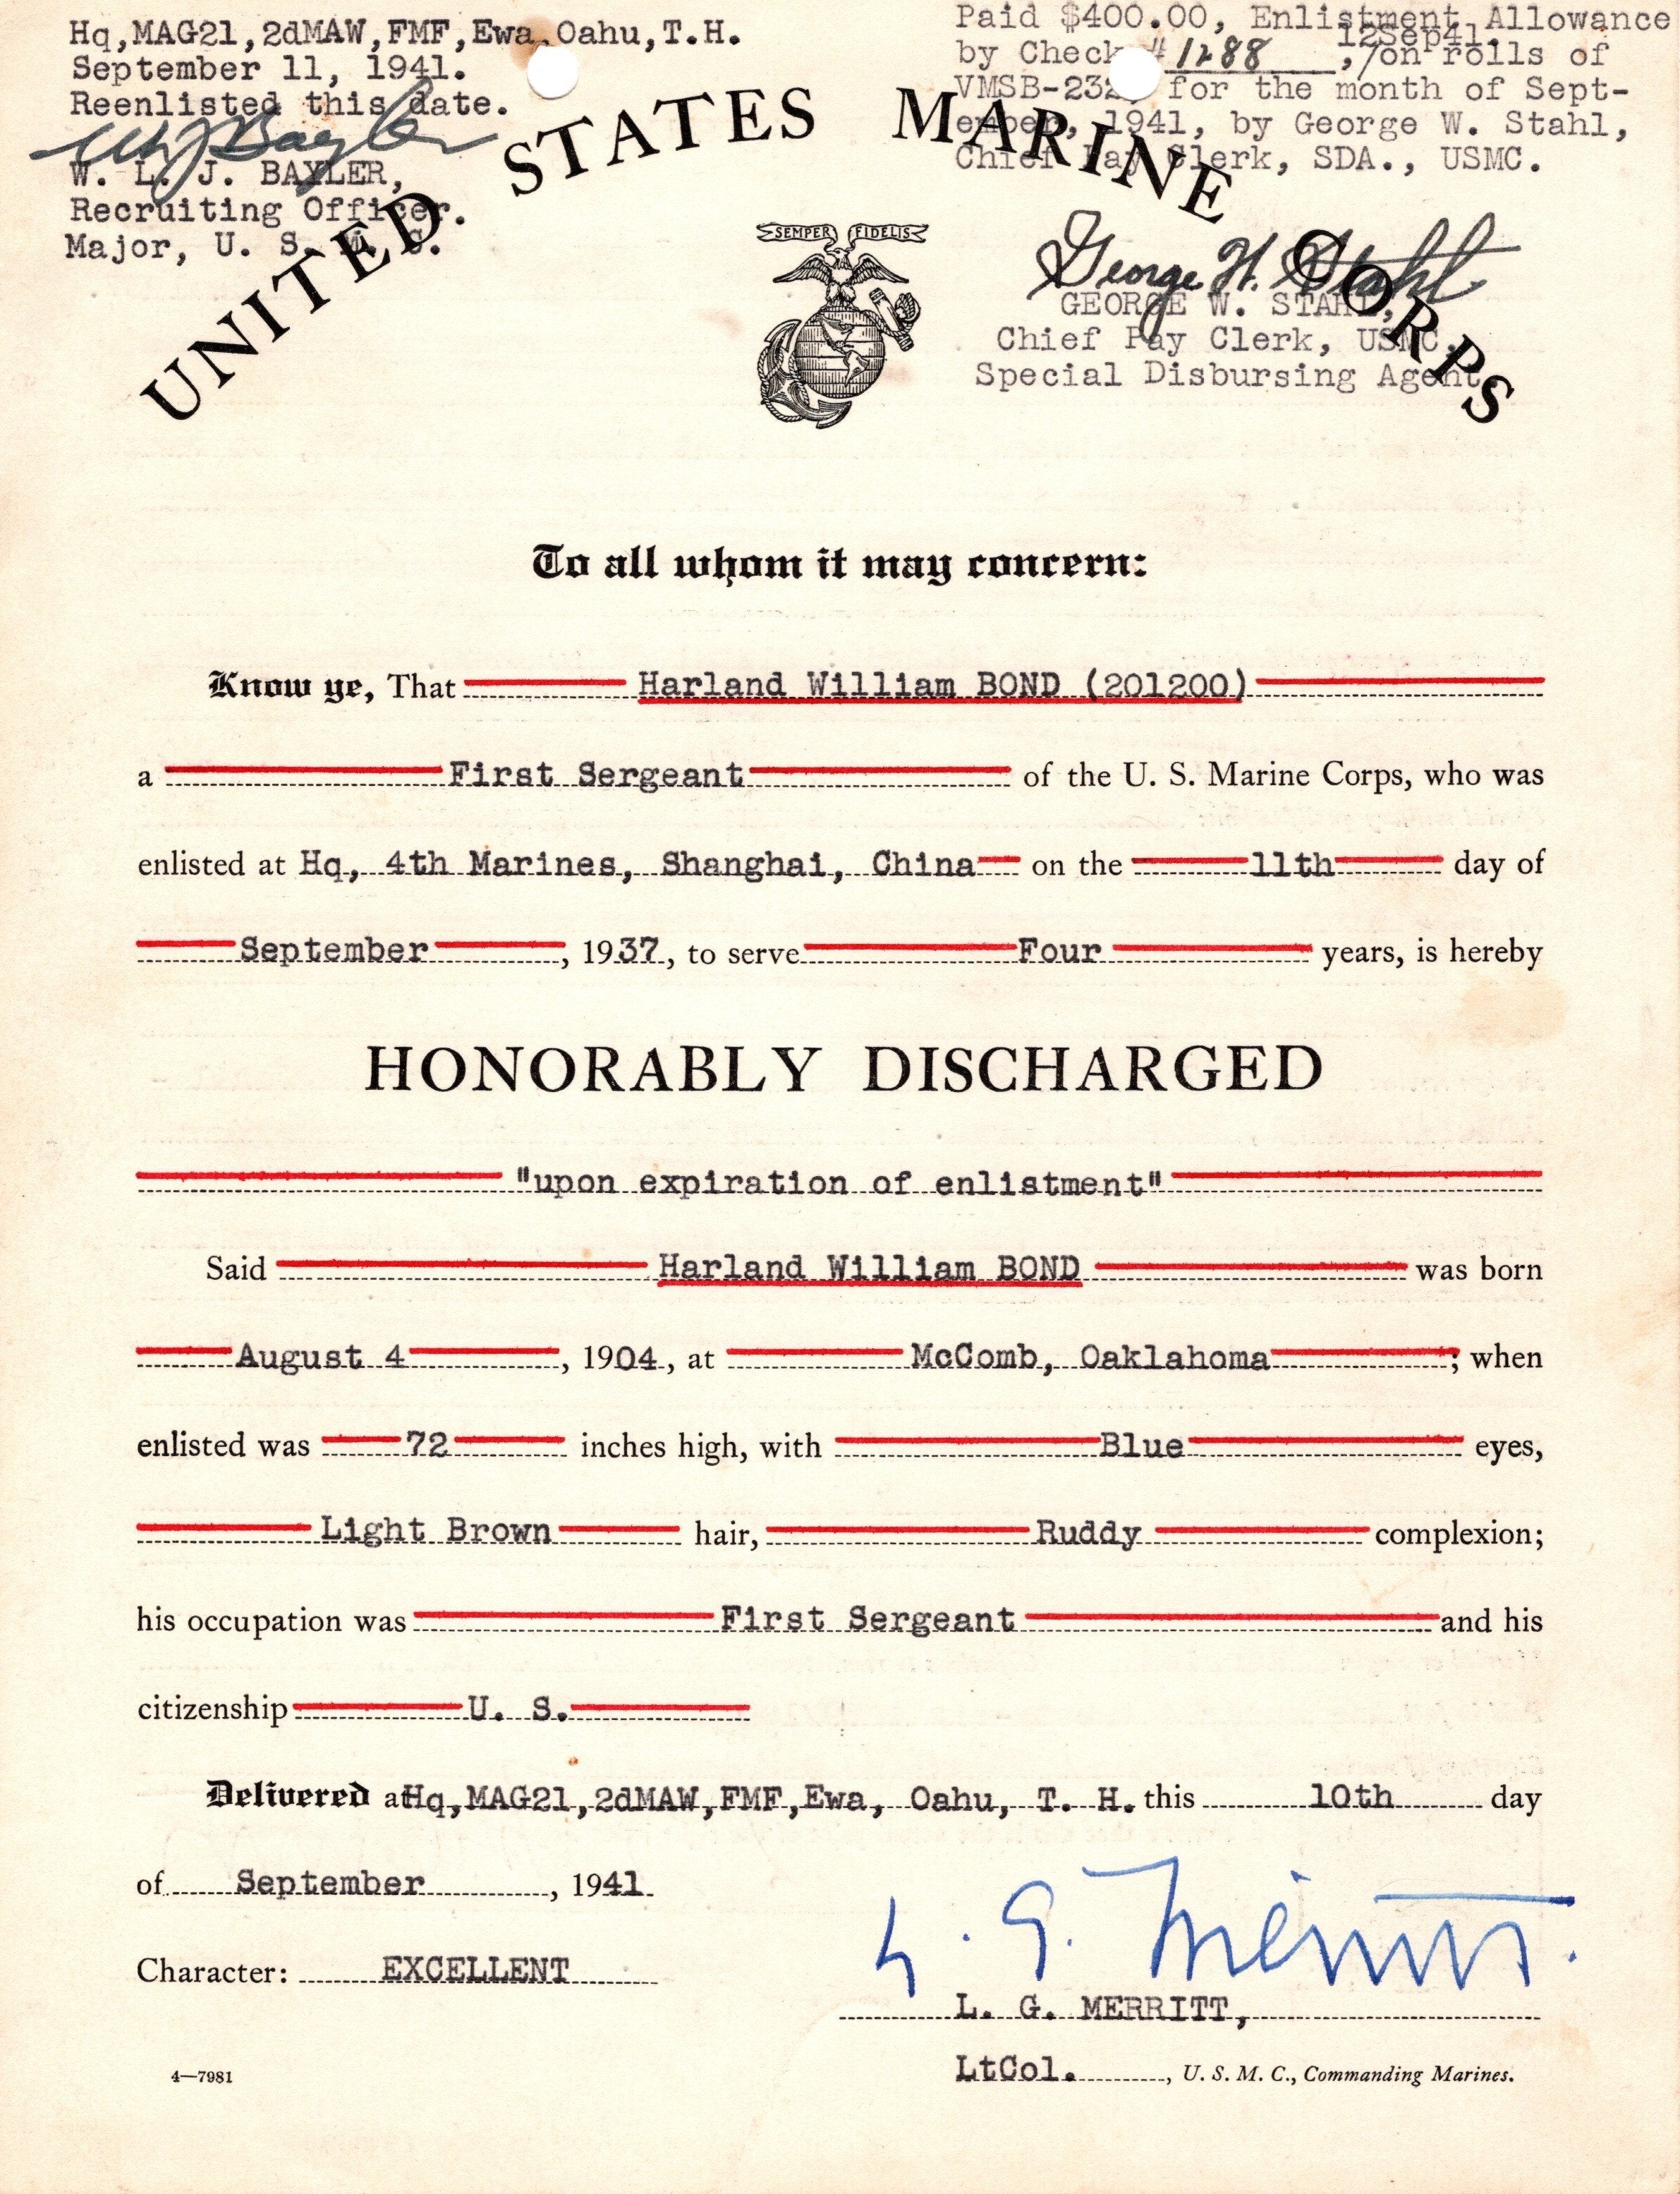 Hq,MAG21,2dMAW,FMF,Ewa,Oahu,T.H.
September 11, 1941.
Reenlisted this date.
W. L. J. BAYLER,
Recruiting Officer.
Major, U. S. M. C.
Paid $400.00, Enlistment Allowance
12Sep41.
by Check #1288, /on rolls of
VMSB-232, for the month of Sept-
ember, 1941, by George W. Stahl,
Chief Pay Clerk, SDA., USMC.
George W. Stahl
GEORGE W. STAHL,
Chief Pay Clerk, USMC.
Special Disbursing Agent
UNITED STATES MARINE CORPS
SEMPER FIDELIS
To all whom it may concern:
Know ye, That Harland William BOND (201200)
a First Sergeant of the U. S. Marine Corps, who was
enlisted at Hq, 4th Marines, Shanghai, China on the 11th day of
September, 1937, to serve Four years, is hereby
HONORABLY DISCHARGED
"upon expiration of enlistment"
Said Harland William BOND was born
August 4, 1904, at McComb, Oaklahoma; when
enlisted was 72 inches high, with Blue eyes,
Light Brown hair, Ruddy complexion;
his occupation was First Sergeant and his
citizenship U. S.
Delivered at Hq,MAG21,2dMAW,FMF,Ewa, Oahu, T. H. this 10th day
of September, 1941.
Character: EXCELLENT
L. G. Merritt.
L. G. MERRITT,
LtCol., U. S. M. C., Commanding Marines.
4—7981